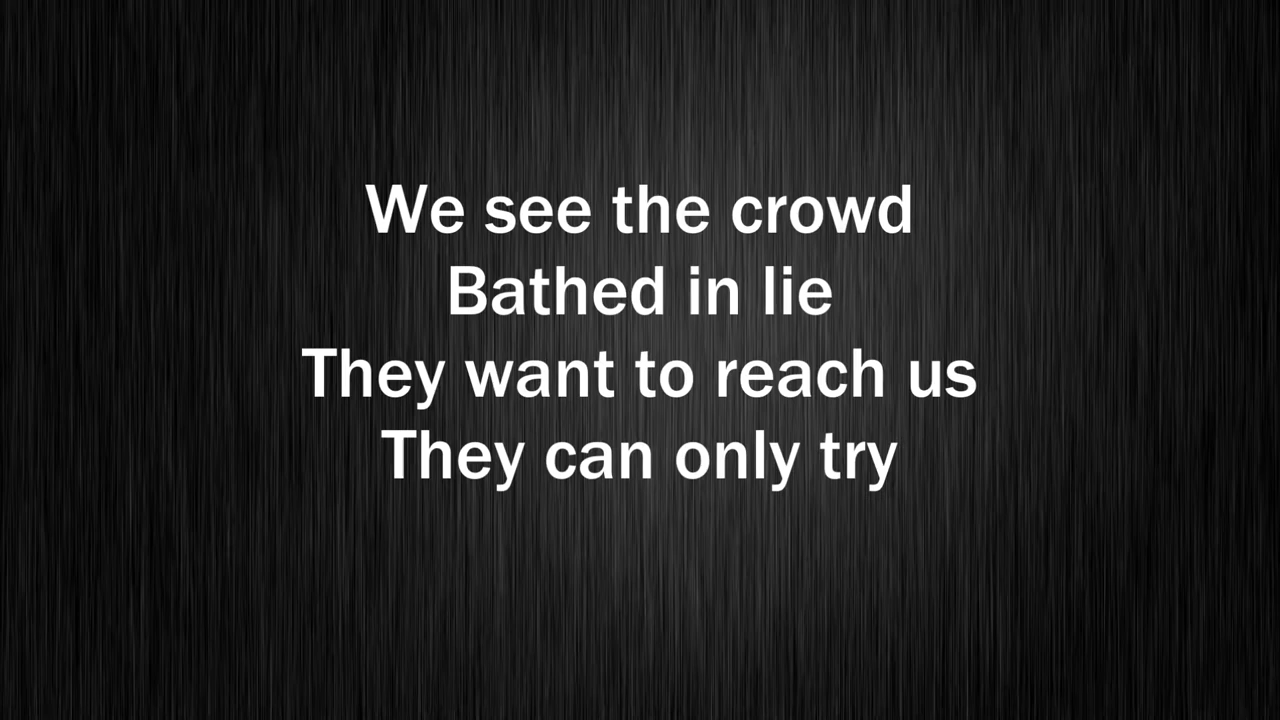 We see the crowd
Bathed in lie
They want to reach us
They can only try